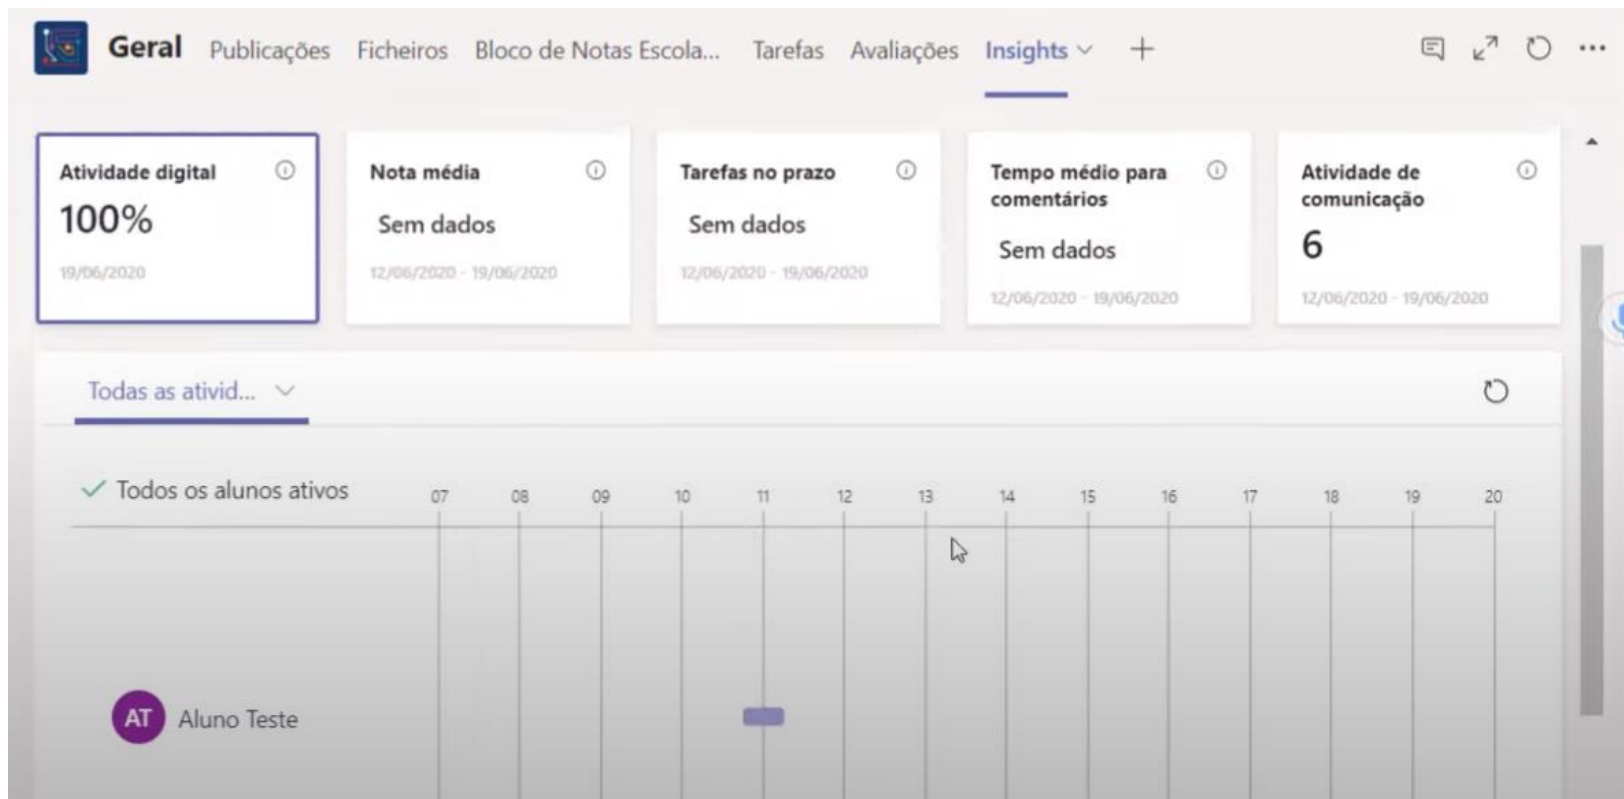 Geral Publicações Ficheiros Bloco de Notas Escola... Tarefas Avaliações Insights
Atividade digital
100%
19/06/2020
Nota média
Sem dados
12/06/2020 - 19/06/2020
Tarefas no prazo
Sem dados
12/06/2020 - 19/06/2020
Tempo médio para
comentários
Sem dados
12/06/2020 - 19/06/2020
Atividade de
comunicação
6
12/06/2020 - 19/06/2020
Todas as ativid...
Todos os alunos ativos 07 08 09 10 11 12 13 14 15 16 17 18 19 20
AT Aluno Teste